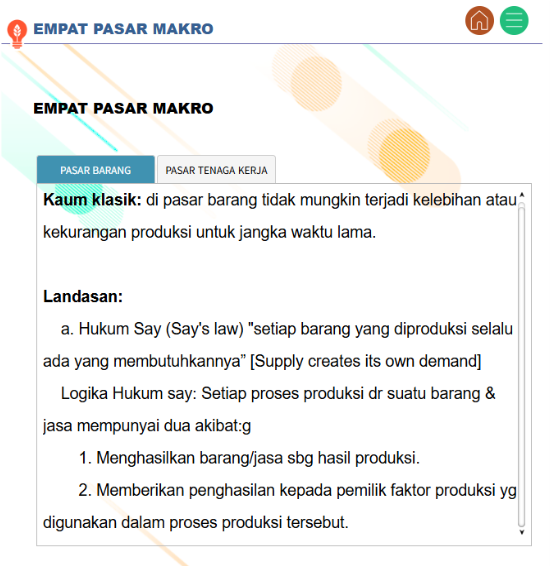 EMPAT PASAR MAKRO
EMPAT PASAR MAKRO
PASAR BARANG
PASAR TENAGA KERJA
Kaum klasik: di pasar barang tidak mungkin terjadi kelebihan atau
kekurangan produksi untuk jangka waktu lama.
Landasan:
a. Hukum Say (Say's law) "setiap barang yang diproduksi selalu
ada yang membutuhkannya” [Supply creates its own demand]
Logika Hukum say: Setiap proses produksi dr suatu barang &
jasa mempunyai dua akibat:g
1. Menghasilkan barang/jasa sbg hasil produksi.
2. Memberikan penghasilan kepada pemilik faktor produksi yg
digunakan dalam proses produksi tersebut.